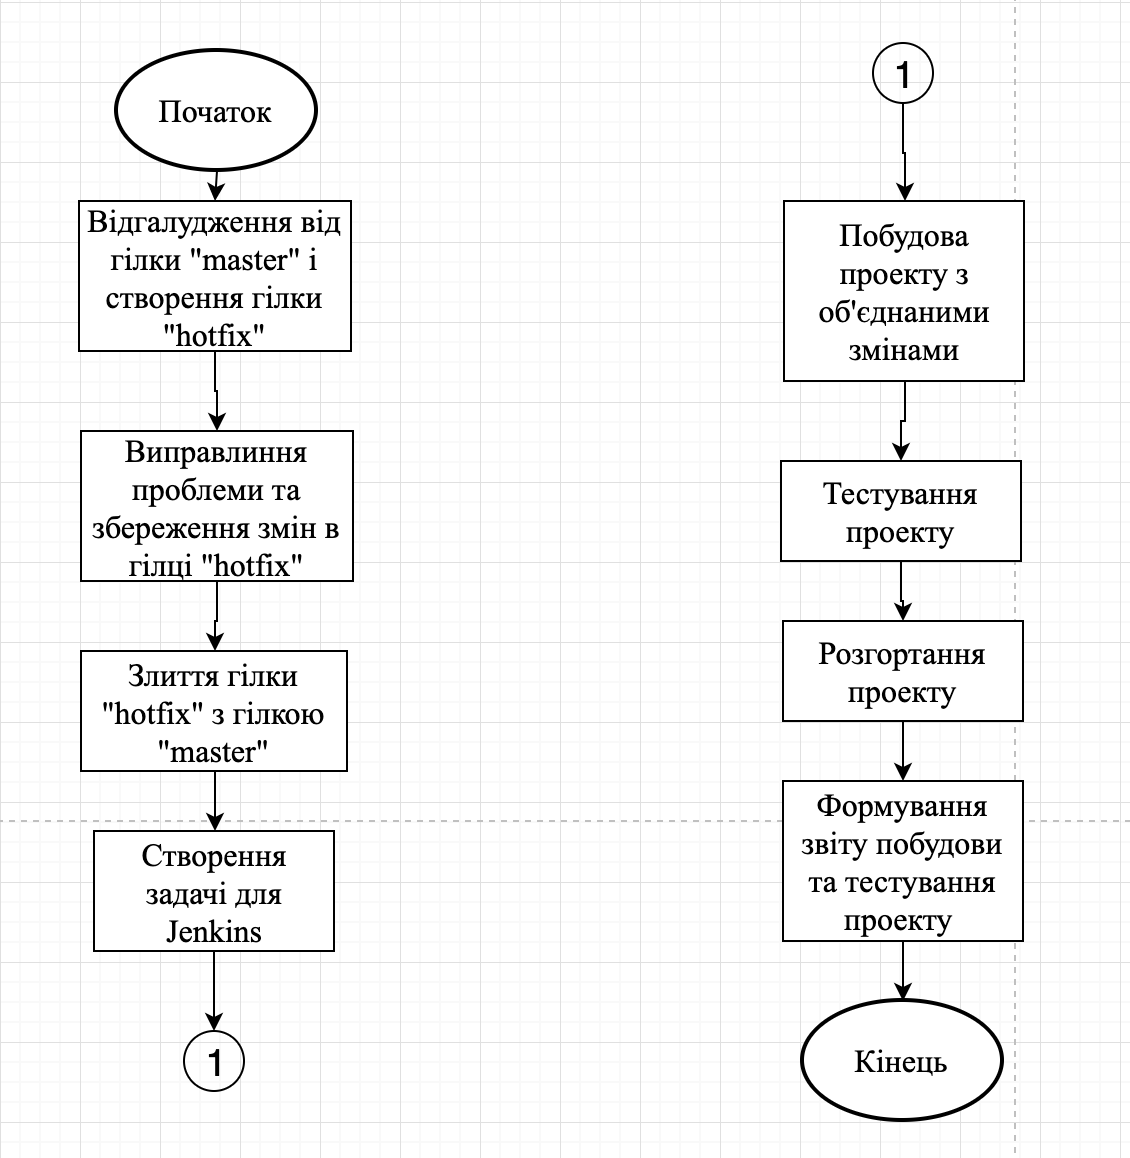 Початок
Відгалудження від
гілки "master" і
створення гілки
"hotfix"
Виправлиння
проблеми та
збереження змін в
гілці "hotfix"
Злиття гілки
"hotfix" з гілкою
"master"
Створення
задачі для
Jenkins
1
1
Побудова
проекту з
об'єднаними
змінами
Тестування
проекту
Розгортання
проекту
Формування
звіту побудови
та тестування
проекту
Кінець